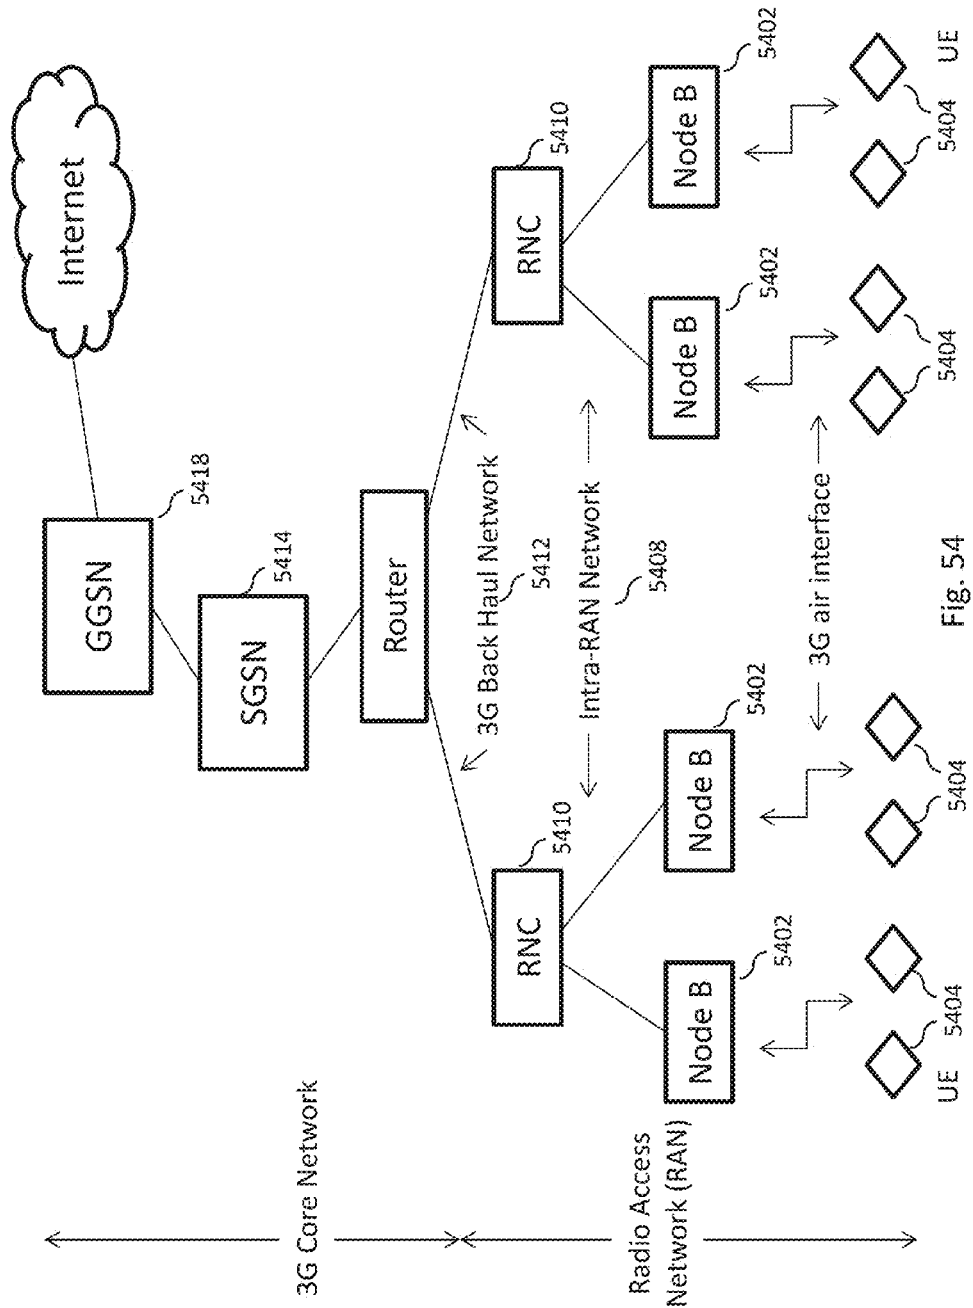 Internet
GGSN
5418
SGSN
5414
3G Core Network
Router
3G Back Haul Network
5412
RNC
5410
RNC
5410
Intra-RAN Network
5408
Radio Access
Network (RAN)
Node B
5402
Node B
5402
Node B
5402
Node B
5402
3G air interface
5404
5404
5404
5404
UE
UE
Fig. 54